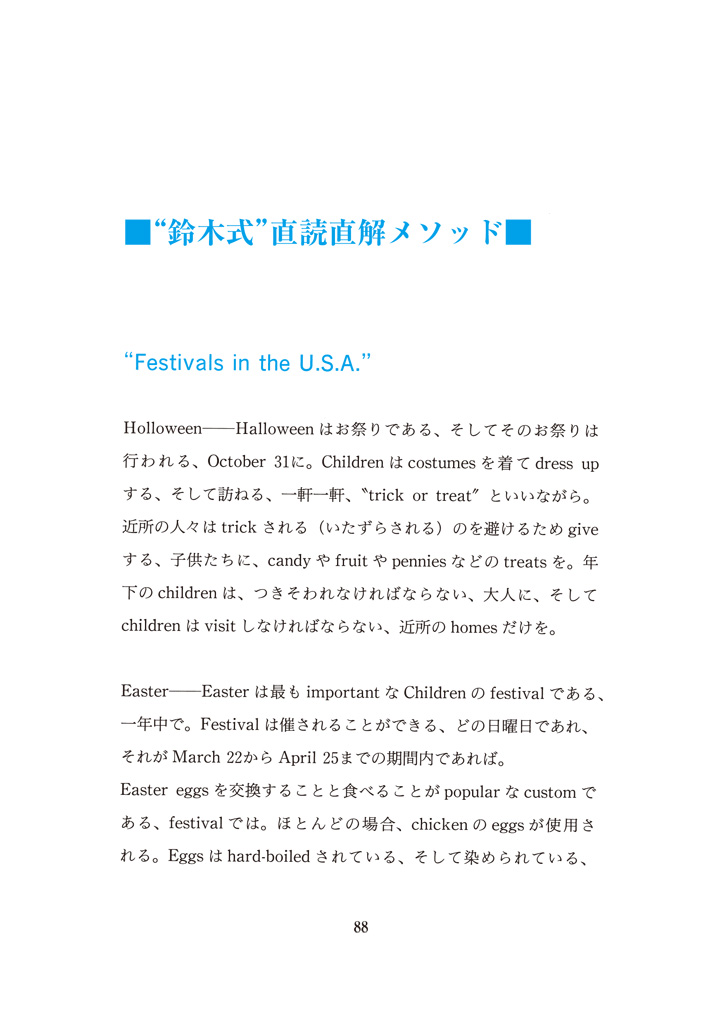 ■“鈴木式”直読直解メソッド■
“Festivals in the U.S.A.”
Holloween――Halloween はお祭りである、そしてそのお祭りは
行われる、October 31に。Children は costumes を着て dress up
する、そして訪ねる、一軒一軒、〝trick or treat〞といいながら。
近所の人々は trick される（いたずらされる）のを避けるため give
する、子供たちに、candy や fruit や pennies などの treats を。年
下の children は、つきそわれなければならない、大人に、そして
children は visit しなければならない、近所の homes だけを。
Easter――Easter は最も important な Children の festival である、
一年中で。Festival は催されることができる、どの日曜日であれ、
それが March 22から April 25までの期間内であれば。
Easter eggs を交換することと食べることが popular な custom で
ある、festival では。ほとんどの場合、chicken の eggs が使用さ
れる。Eggs は hard-boiled されている、そして染められている、
88